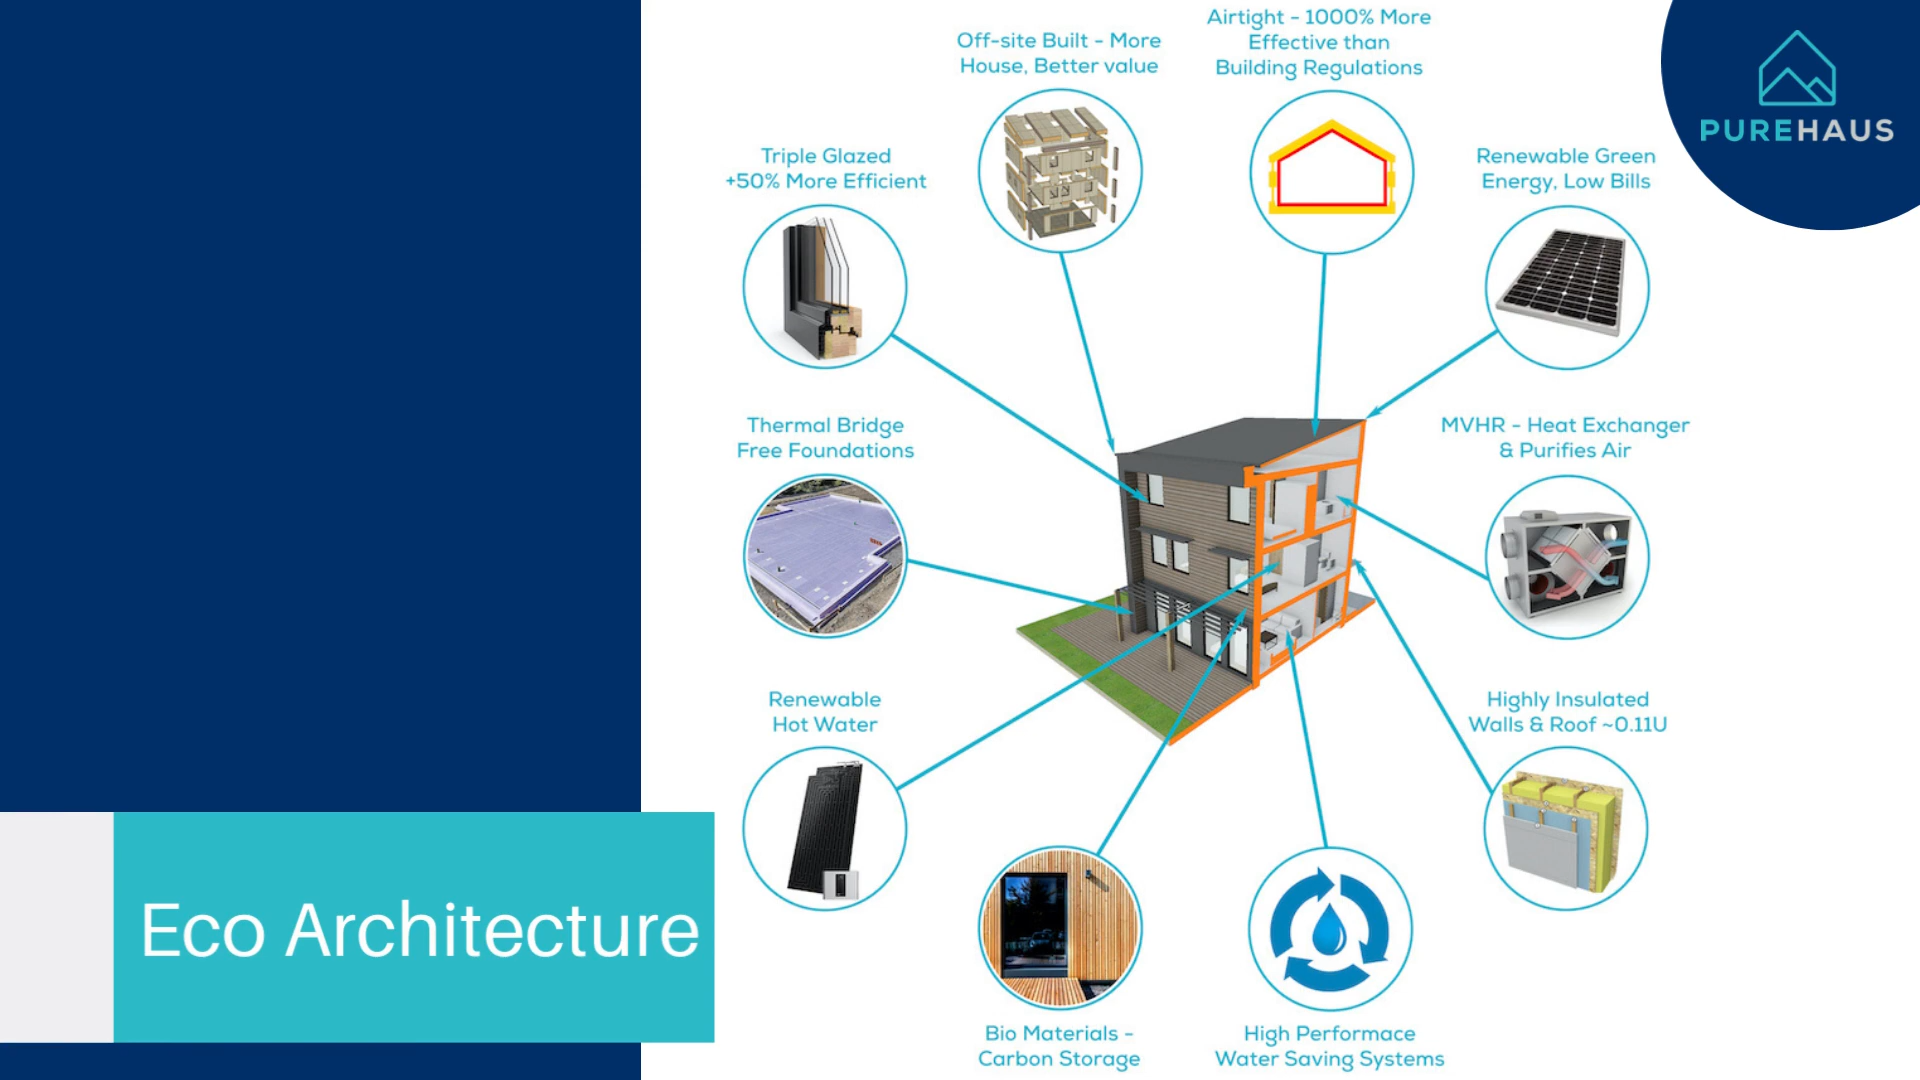 Off-site Built - More
House, Better value
Airtight - 1000% More
Effective than
Building Regulations
PUREHAUS
Triple Glazed
+50% More Efficient
Renewable Green
Energy, Low Bills
Thermal Bridge
Free Foundations
MVHR - Heat Exchanger
& Purifies Air
Renewable
Hot Water
Highly Insulated
Walls & Roof ~0.11U
Eco Architecture
Bio Materials -
Carbon Storage
High Performace
Water Saving Systems